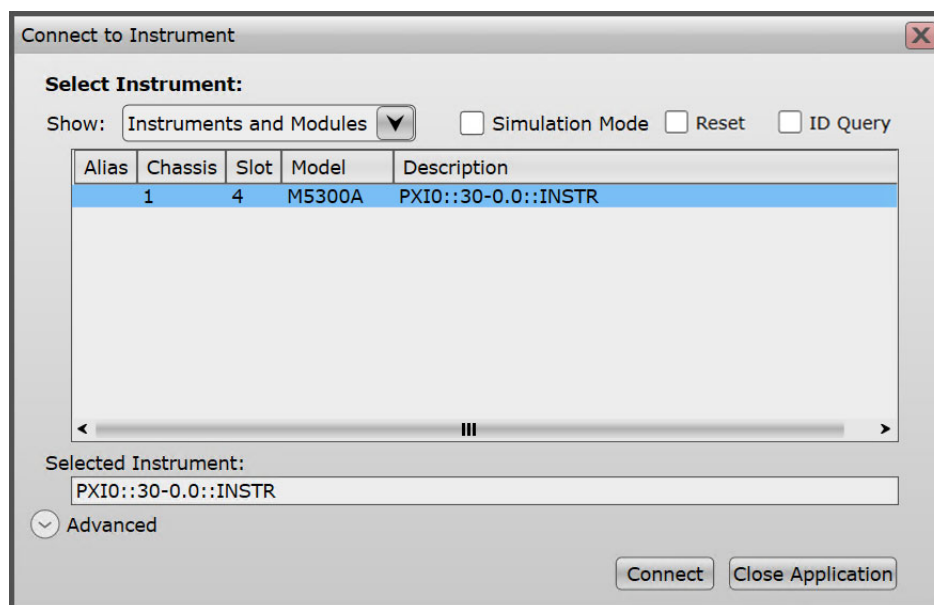 Connect to Instrument
Select Instrument:
Show: Instruments and Modules Simulation Mode Reset ID Query
Alias Chassis Slot Model Description
1 4 M5300A PXI0::30-0.0::INSTR
Selected Instrument:
PXI0::30-0.0::INSTR
Advanced
Connect Close Application